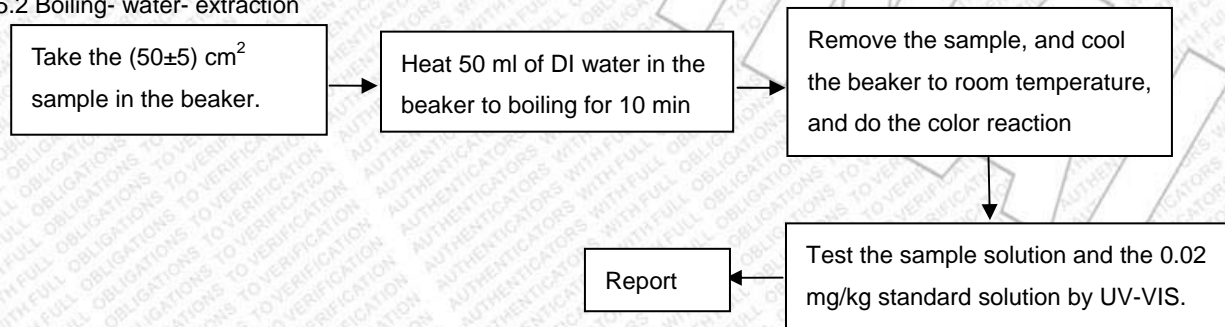 5.2 Boiling- water- extraction
Take the (50±5) cm²
sample in the beaker.
Heat 50 ml of DI water in the
beaker to boiling for 10 min
Remove the sample, and cool
the beaker to room temperature,
and do the color reaction
Test the sample solution and the 0.02
mg/kg standard solution by UV-VIS.
Report